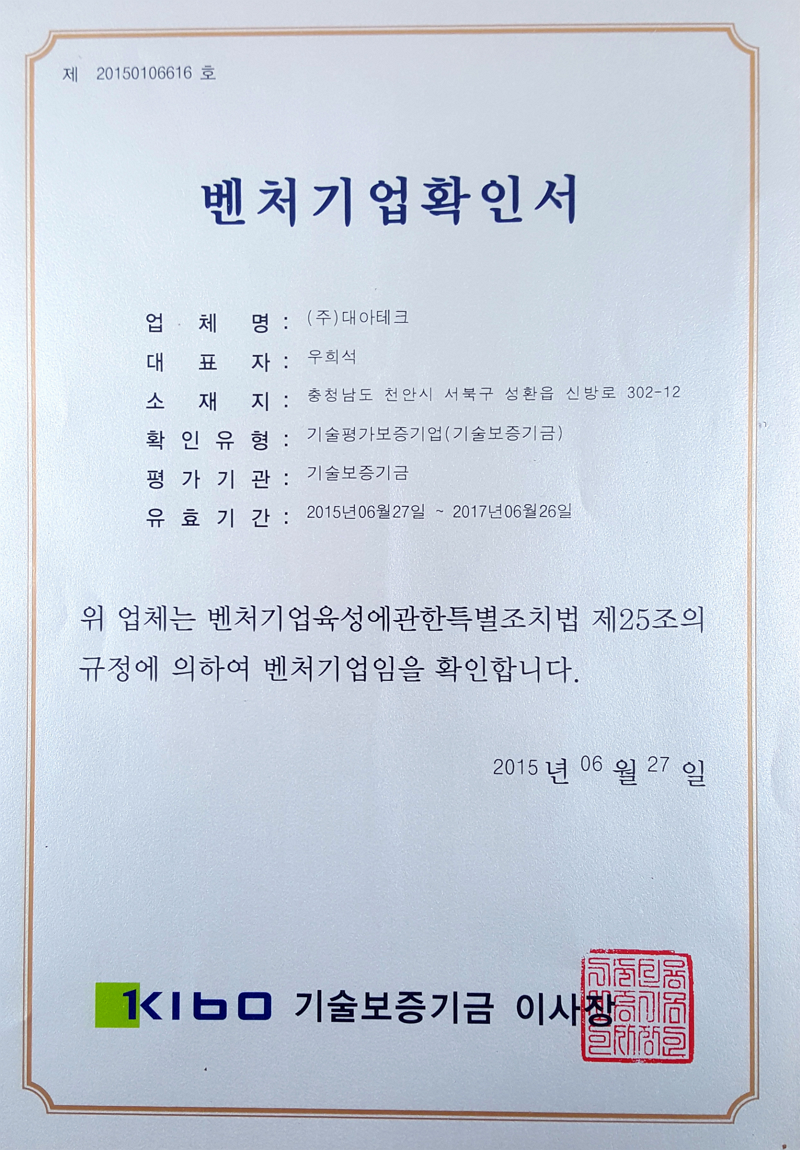 제 20150106616 호
벤처기업확인서
업 체 명 : (주)대아테크
대 표 자 : 우희석
소 재 지 : 충청남도 천안시 서북구 성환읍 신방로 302-12
확 인 유 형 : 기술평가보증기업(기술보증기금)
평 가 기 관 : 기술보증기금
유 효 기 간 : 2015년06월27일 ~ 2017년06월26일
위 업체는 벤처기업육성에관한특별조치법 제25조의
규정에 의하여 벤처기업임을 확인합니다.
2015 년 06 월 27 일
KIBO 기술보증기금 이사장